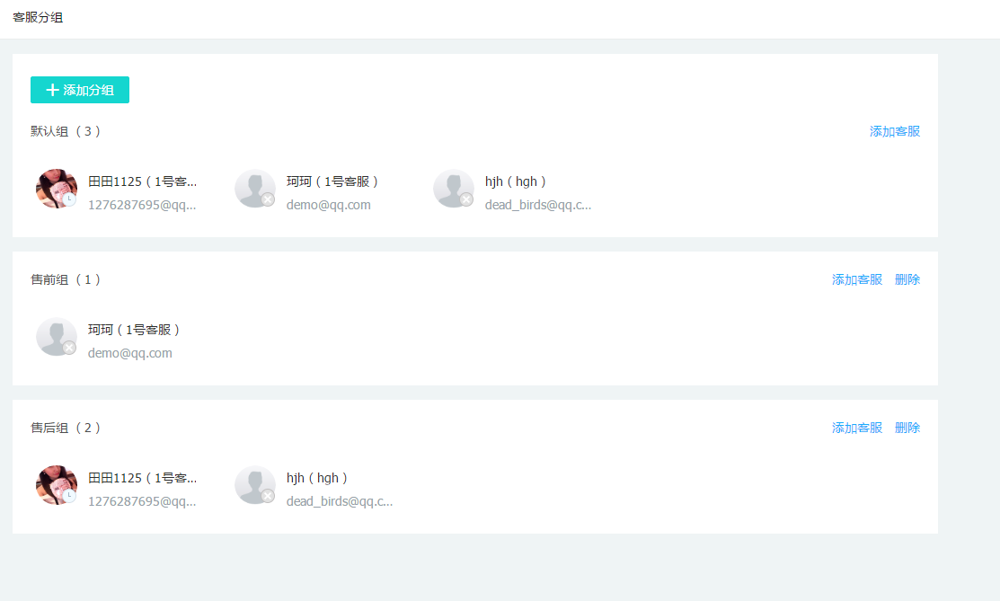 客服分组
添加分组
默认组（3） 添加客服
田田1125（1号客... 珂珂（1号客服） hjh（hgh）
1276287695@qq... demo@qq.com dead_birds@qq.c...
售前组（1） 添加客服 删除
珂珂（1号客服）
demo@qq.com
售后组（2） 添加客服 删除
田田1125（1号客... hjh（hgh）
1276287695@qq... dead_birds@qq.c...